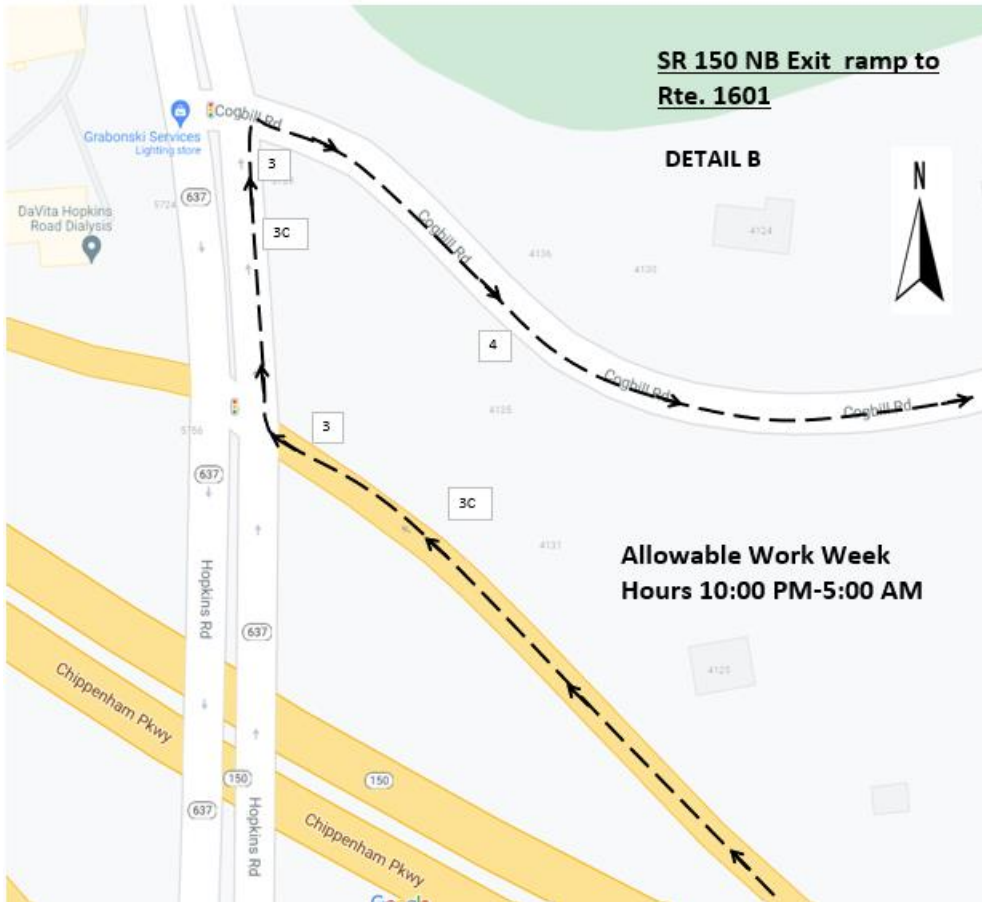 SR 150 NB Exit ramp to
Rte. 1601
DETAIL B
N
Cogbill Rd
Grabonski Services
Lighting store
3
637
5724
DaVita Hopkins
Road Dialysis
3C
Cogbill Rd
4124
4136
4130
4
Cogbill Rd
Cogbill Rd
4125
3
5766
637
3C
4131
Allowable Work Week
Hours 10:00 PM-5:00 AM
Hopkins Rd
637
4125
Chippenham Pkwy
150
150
637
Hopkins Rd
Chippenham Pkwy